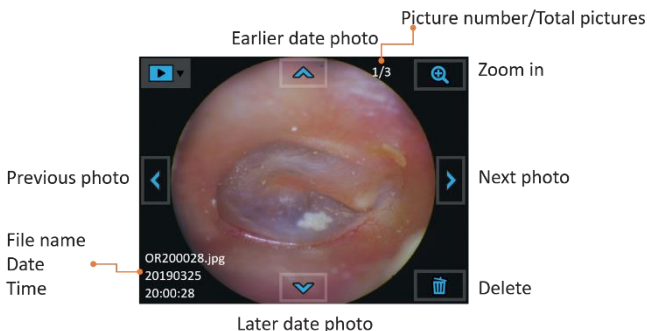 Picture number/Total pictures
Earlier date photo
1/3
Zoom in
Previous photo
Next photo
File name
Date
Time
OR200028.jpg
20190325
20:00:28
Delete
Later date photo